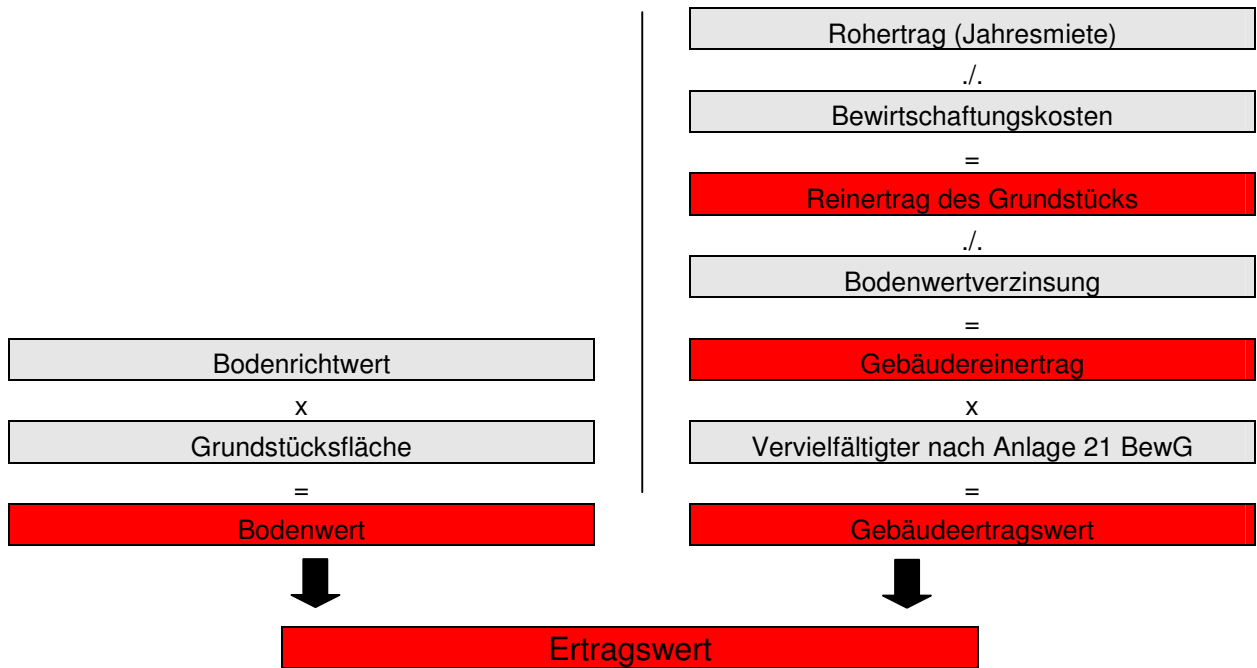 Rohertrag (Jahresmiete)
./.
Bewirtschaftungskosten
=
Reinertrag des Grundstücks
./.
Bodenwertverzinsung
=
Bodenrichtwert
Gebäudereinertrag
x
x
Grundstücksfläche
Vervielfältigter nach Anlage 21 BewG
=
=
Bodenwert
Gebäudeertragswert
Ertragswert